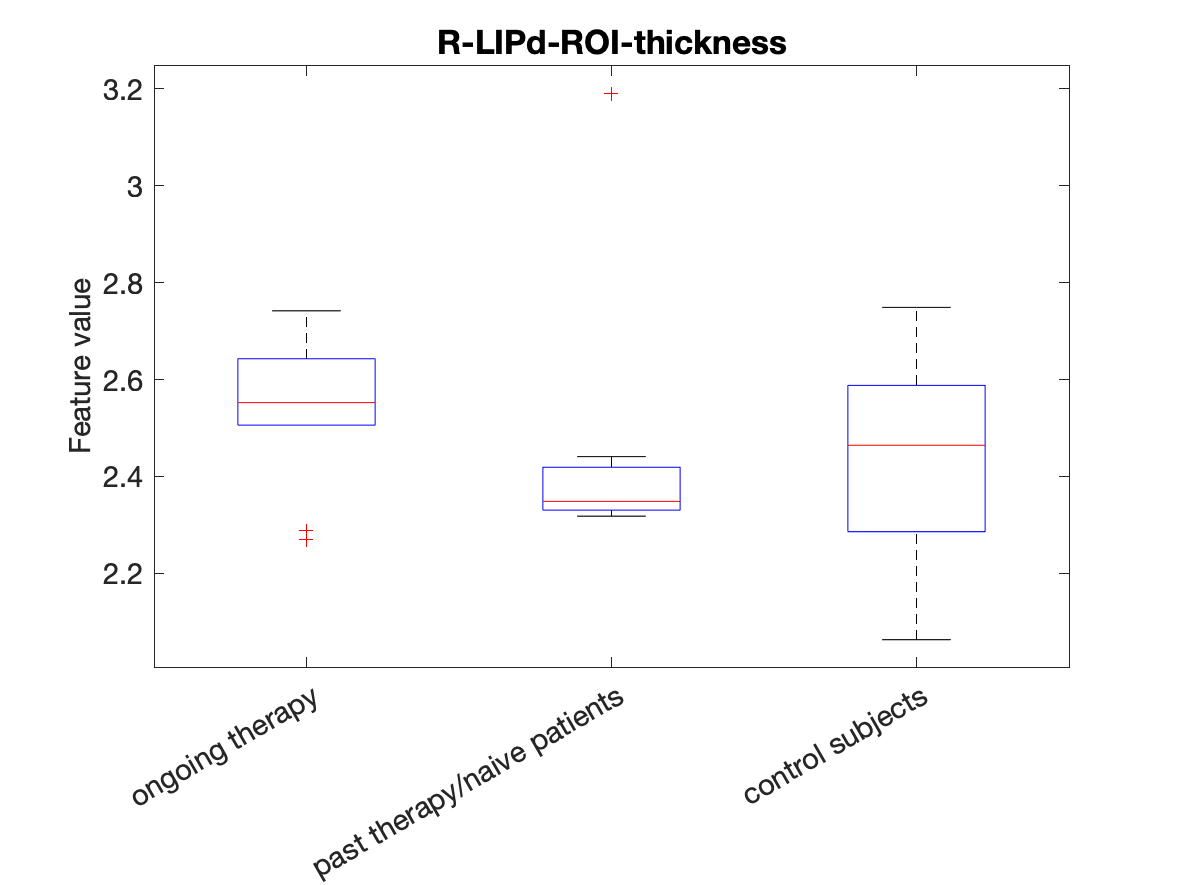 R-LIPd-ROI-thickness
Feature value
3.2
3
2.8
2.6
2.4
2.2
ongoing therapy
past therapy/naive patients
control subjects